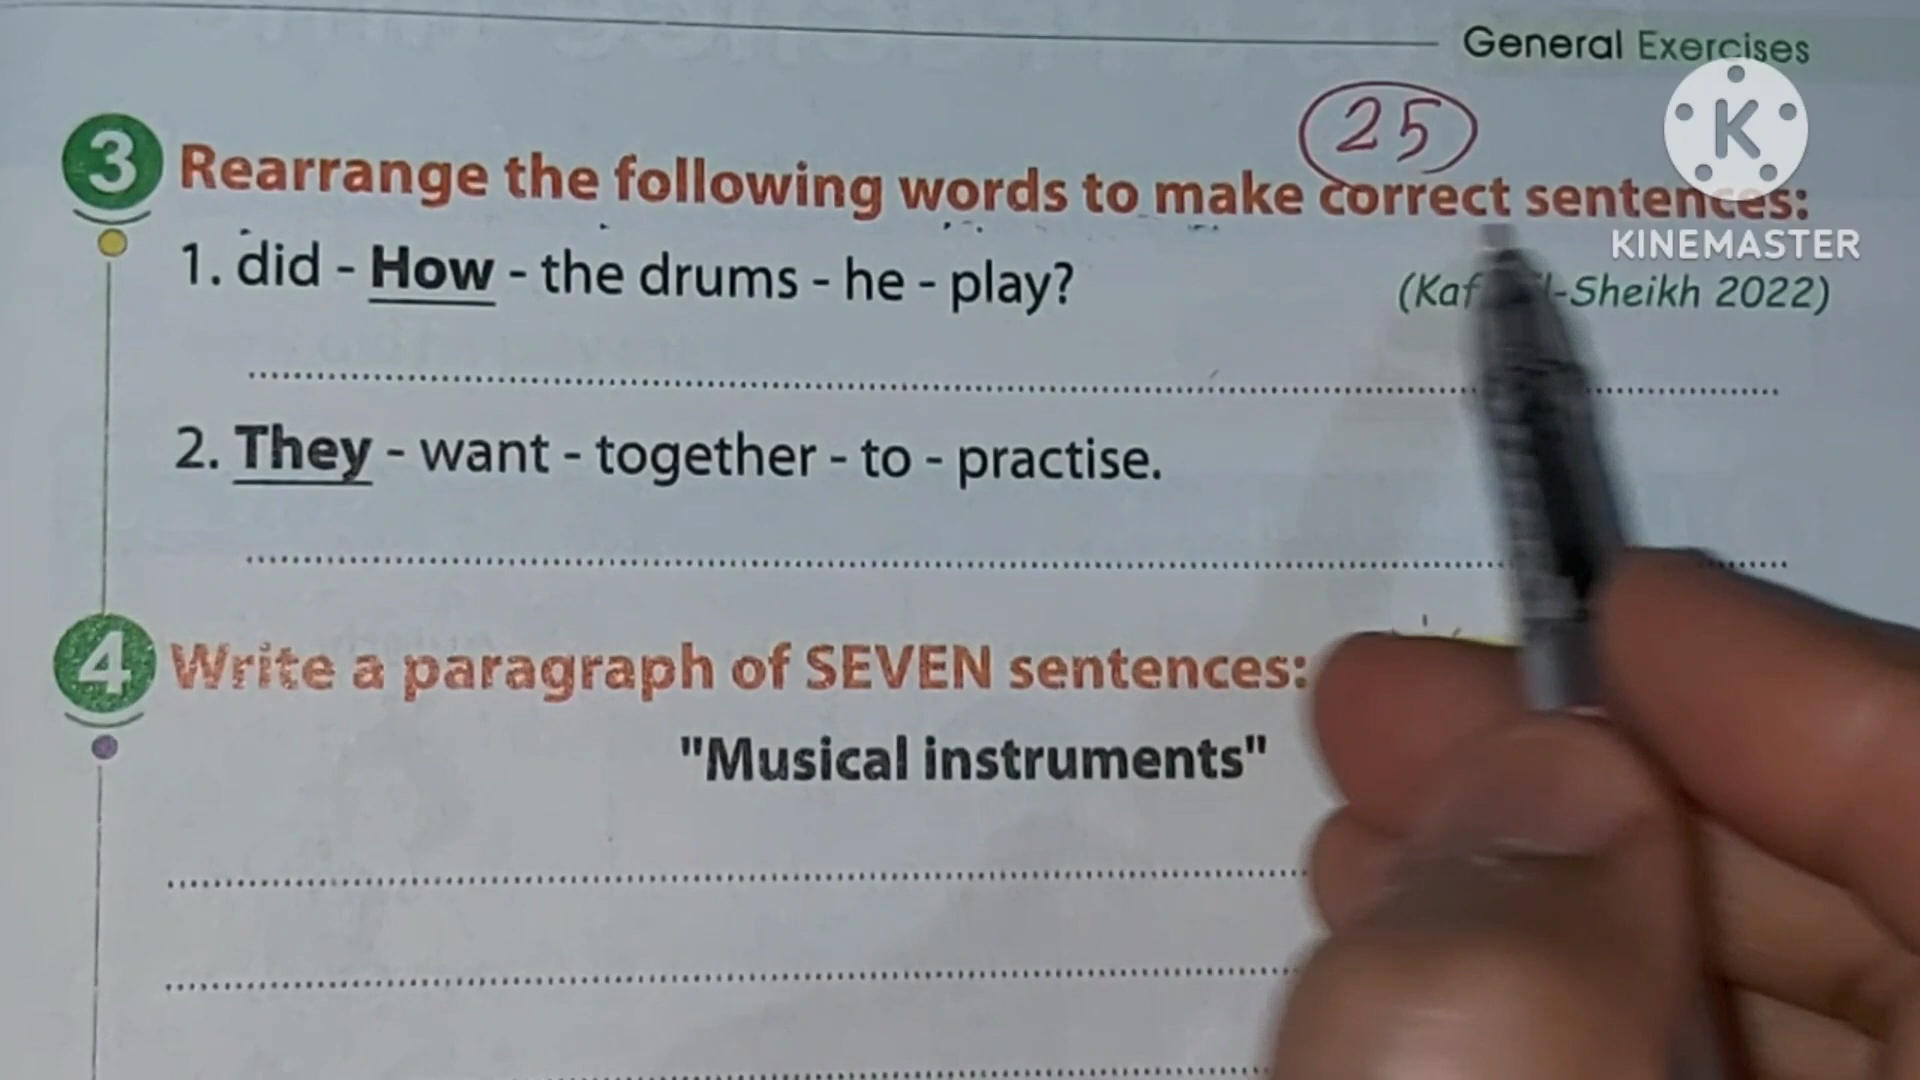 General Exercises
25
K
KINEMASTER
3 Rearrange the following words to make correct sentences:
1. did - How - the drums - he - play?
(Kaf -Sheikh 2022)
2. They - want - together - to - practise.
4 Write a paragraph of SEVEN sentences:
"Musical instruments"